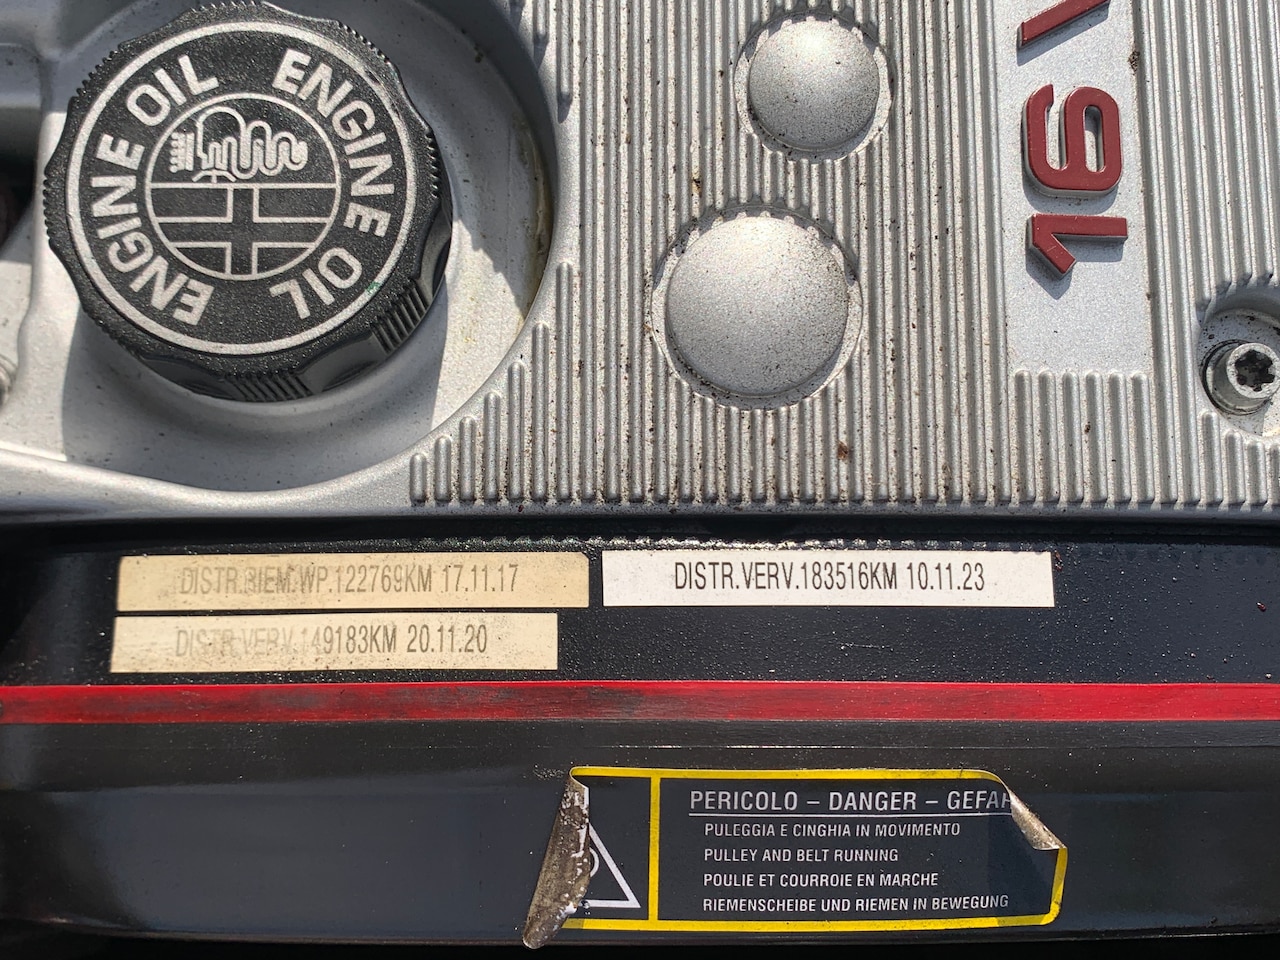 ENGINE OIL
ENGINE OIL
16V
DISTR.RIEM.WP.122769KM 17.11.17
DISTR.VERV.183516KM 10.11.23
DISTR.VERV.149183KM 20.11.20
PERICOLO – DANGER – GEFAH
PULEGGIA E CINGHIA IN MOVIMENTO
PULLEY AND BELT RUNNING
POULIE ET COURROIE EN MARCHE
RIEMENSCHEIBE UND RIEMEN IN BEWEGUNG